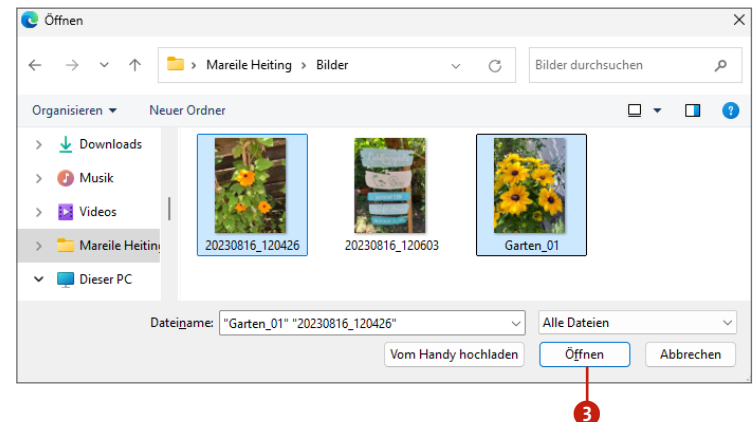 Öffnen
Mareile Heiting > Bilder
Bilder durchsuchen
Organisieren
Neuer Ordner
Downloads
Musik
Videos
Mareile Heiting
Dieser PC
20230816_120426
20230816_120603
Garten_01
Dateiname: "Garten_01" "20230816_120426"
Alle Dateien
Vom Handy hochladen
Öffnen
Abbrechen
3